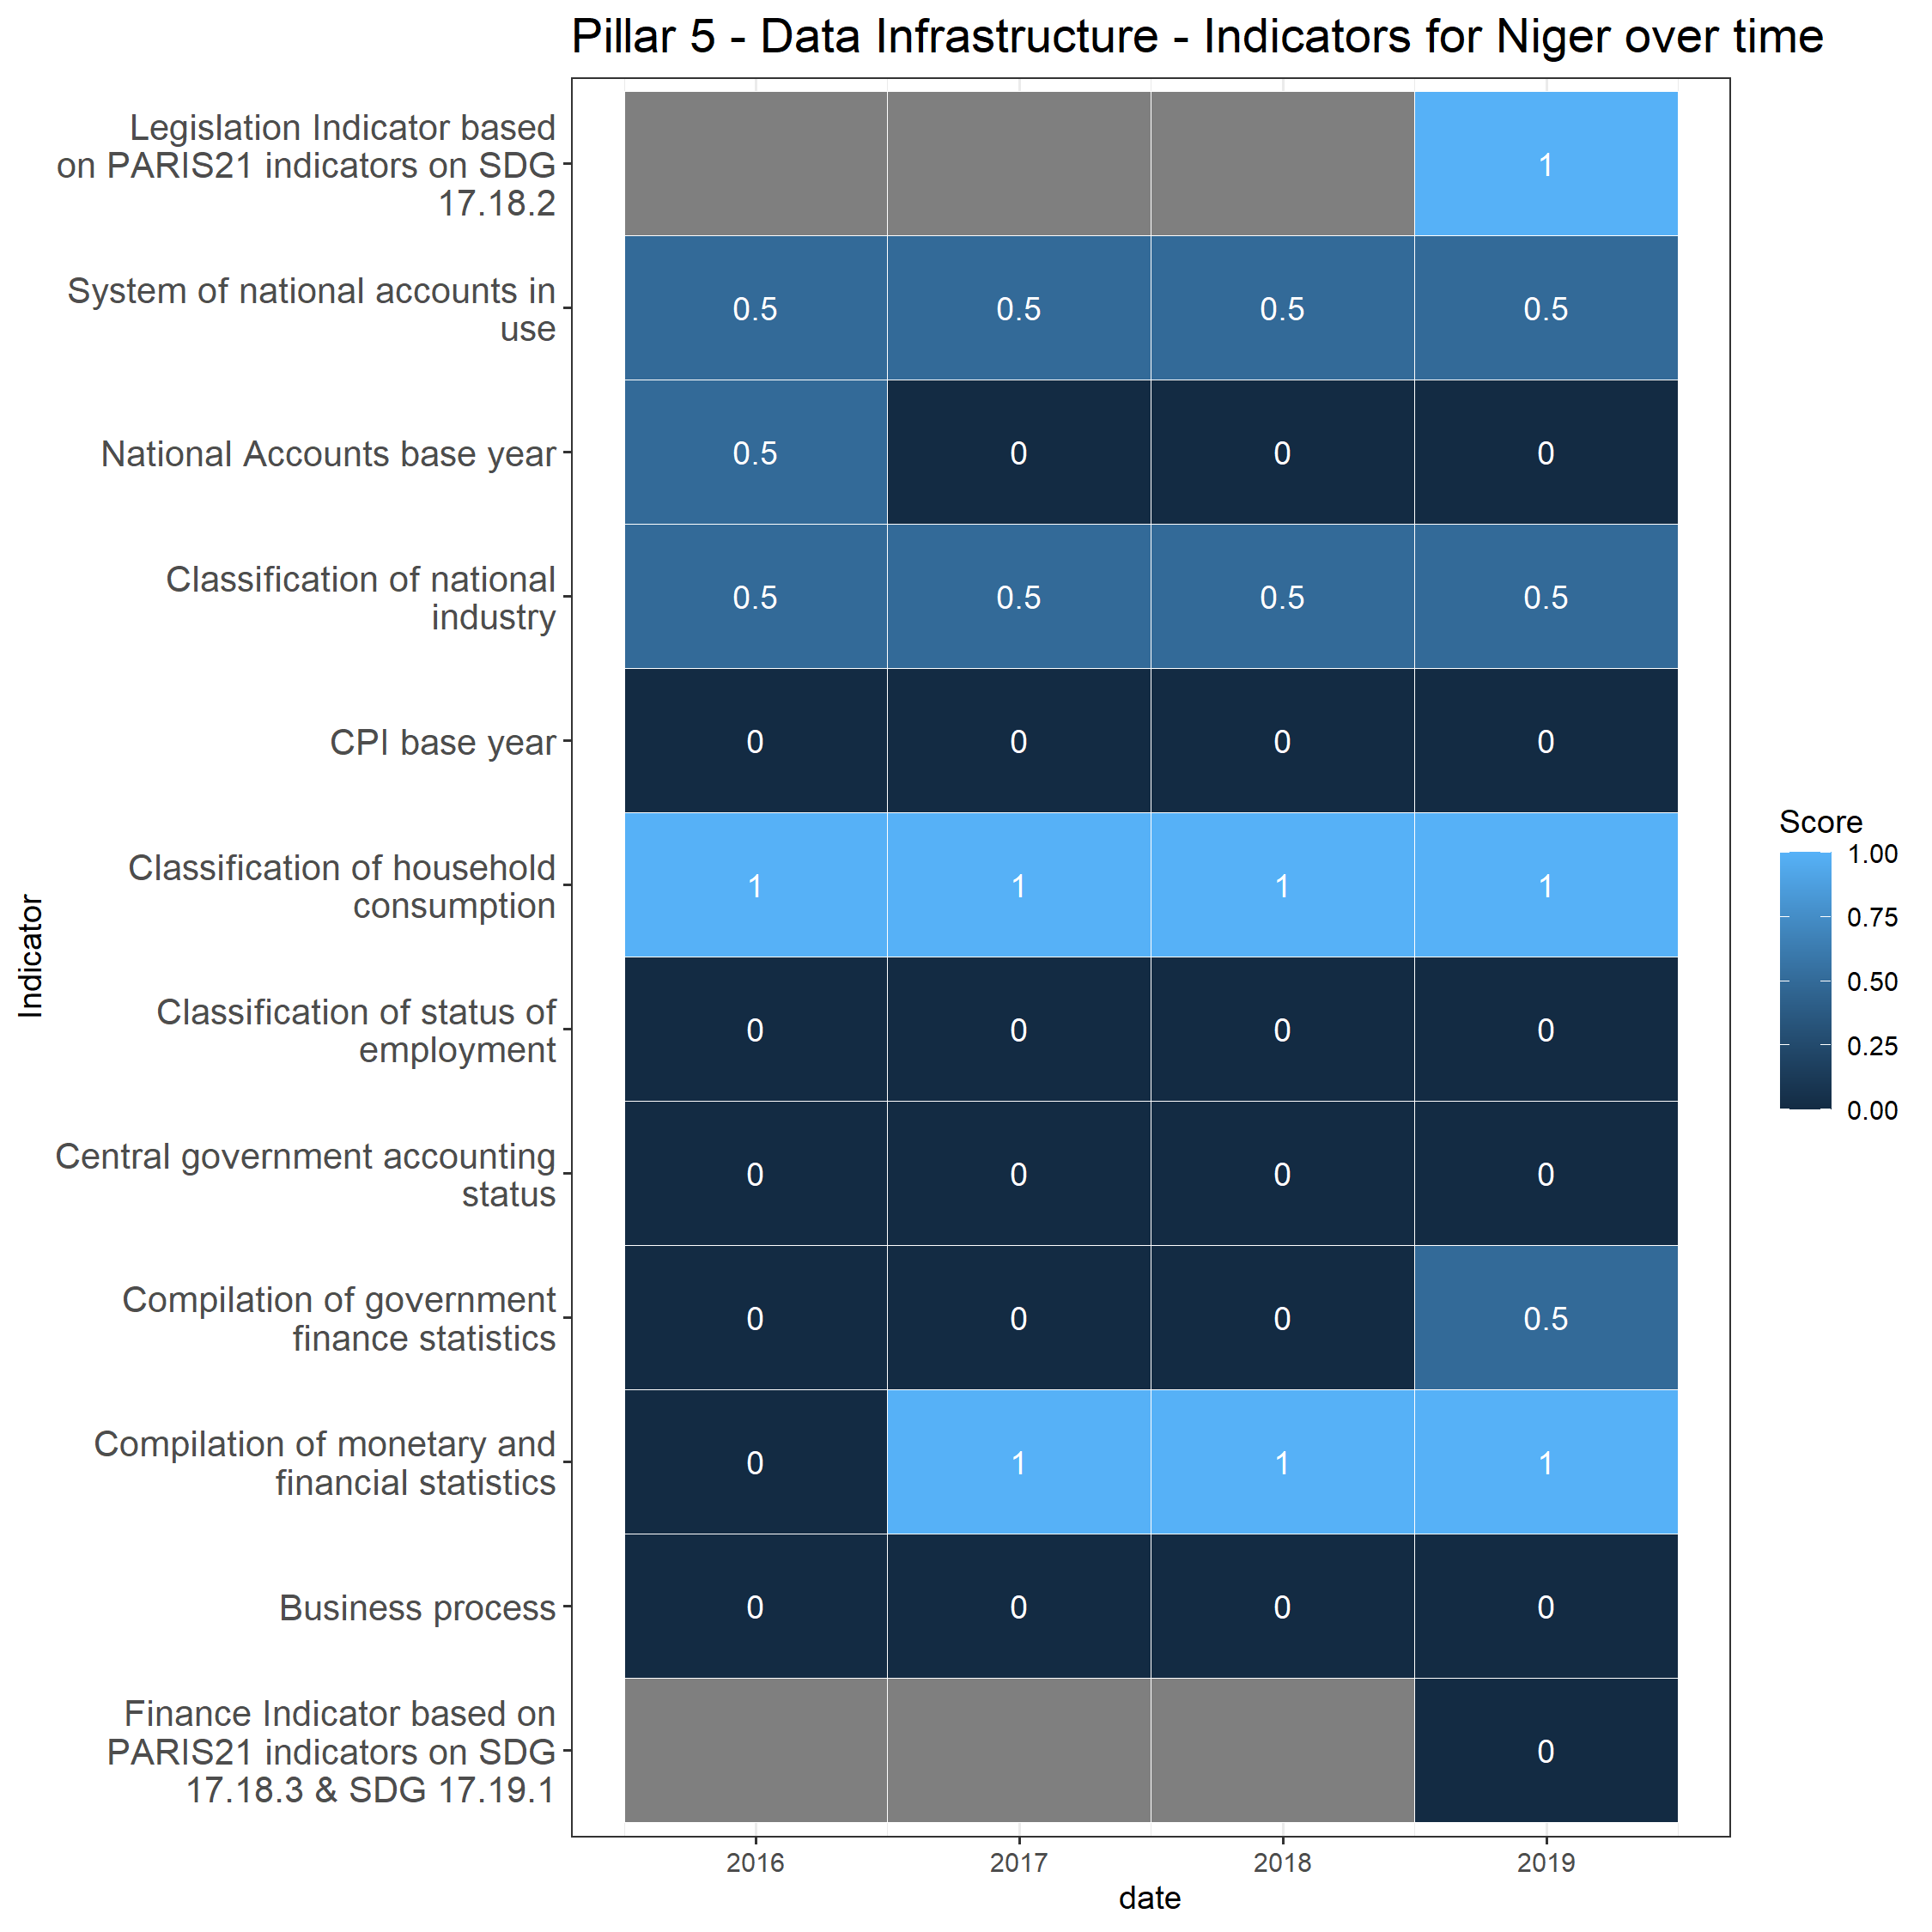 Pillar 5 - Data Infrastructure - Indicators for Niger over time
Legislation Indicator based
on PARIS21 indicators on SDG
17.18.2
1
System of national accounts in
use
0.5 0.5 0.5 0.5
National Accounts base year
0.5 0 0 0
Classification of national
industry
0.5 0.5 0.5 0.5
CPI base year
0 0 0 0
Classification of household
consumption
1 1 1 1
Classification of status of
employment
0 0 0 0
Central government accounting
status
0 0 0 0
Compilation of government
finance statistics
0 0 0 0.5
Compilation of monetary and
financial statistics
0 1 1 1
Business process
0 0 0 0
Finance Indicator based on
PARIS21 indicators on SDG
17.18.3 & SDG 17.19.1
0
2016 2017 2018 2019
date
Indicator
Score
1.00
0.75
0.50
0.25
0.00